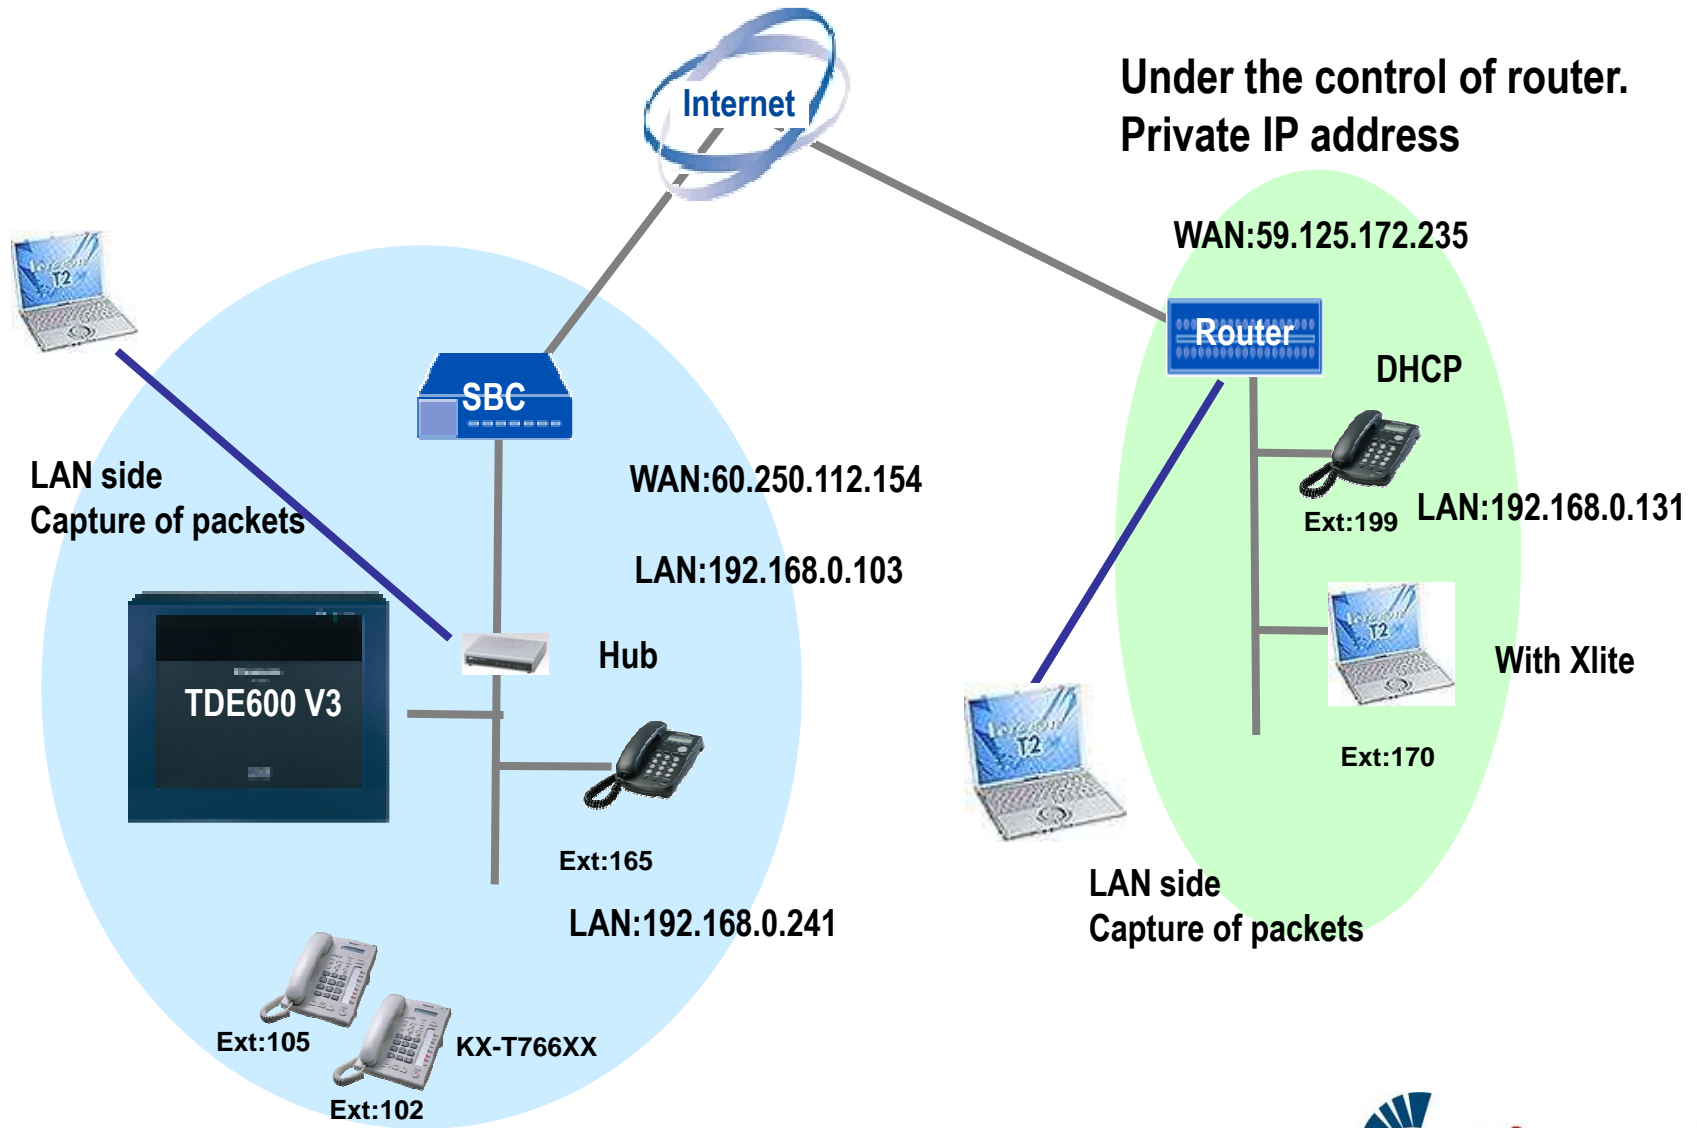 Internet
Under the control of router.
Private IP address
WAN:59.125.172.235
T2
Router
DHCP
SBC
LAN side
Capture of packets
WAN:60.250.112.154
Ext:199
LAN:192.168.0.131
LAN:192.168.0.103
T2
Hub
With Xlite
TDE600 V3
T2
Ext:170
Ext:165
LAN side
Capture of packets
LAN:192.168.0.241
Ext:105
KX-T766XX
Ext:102